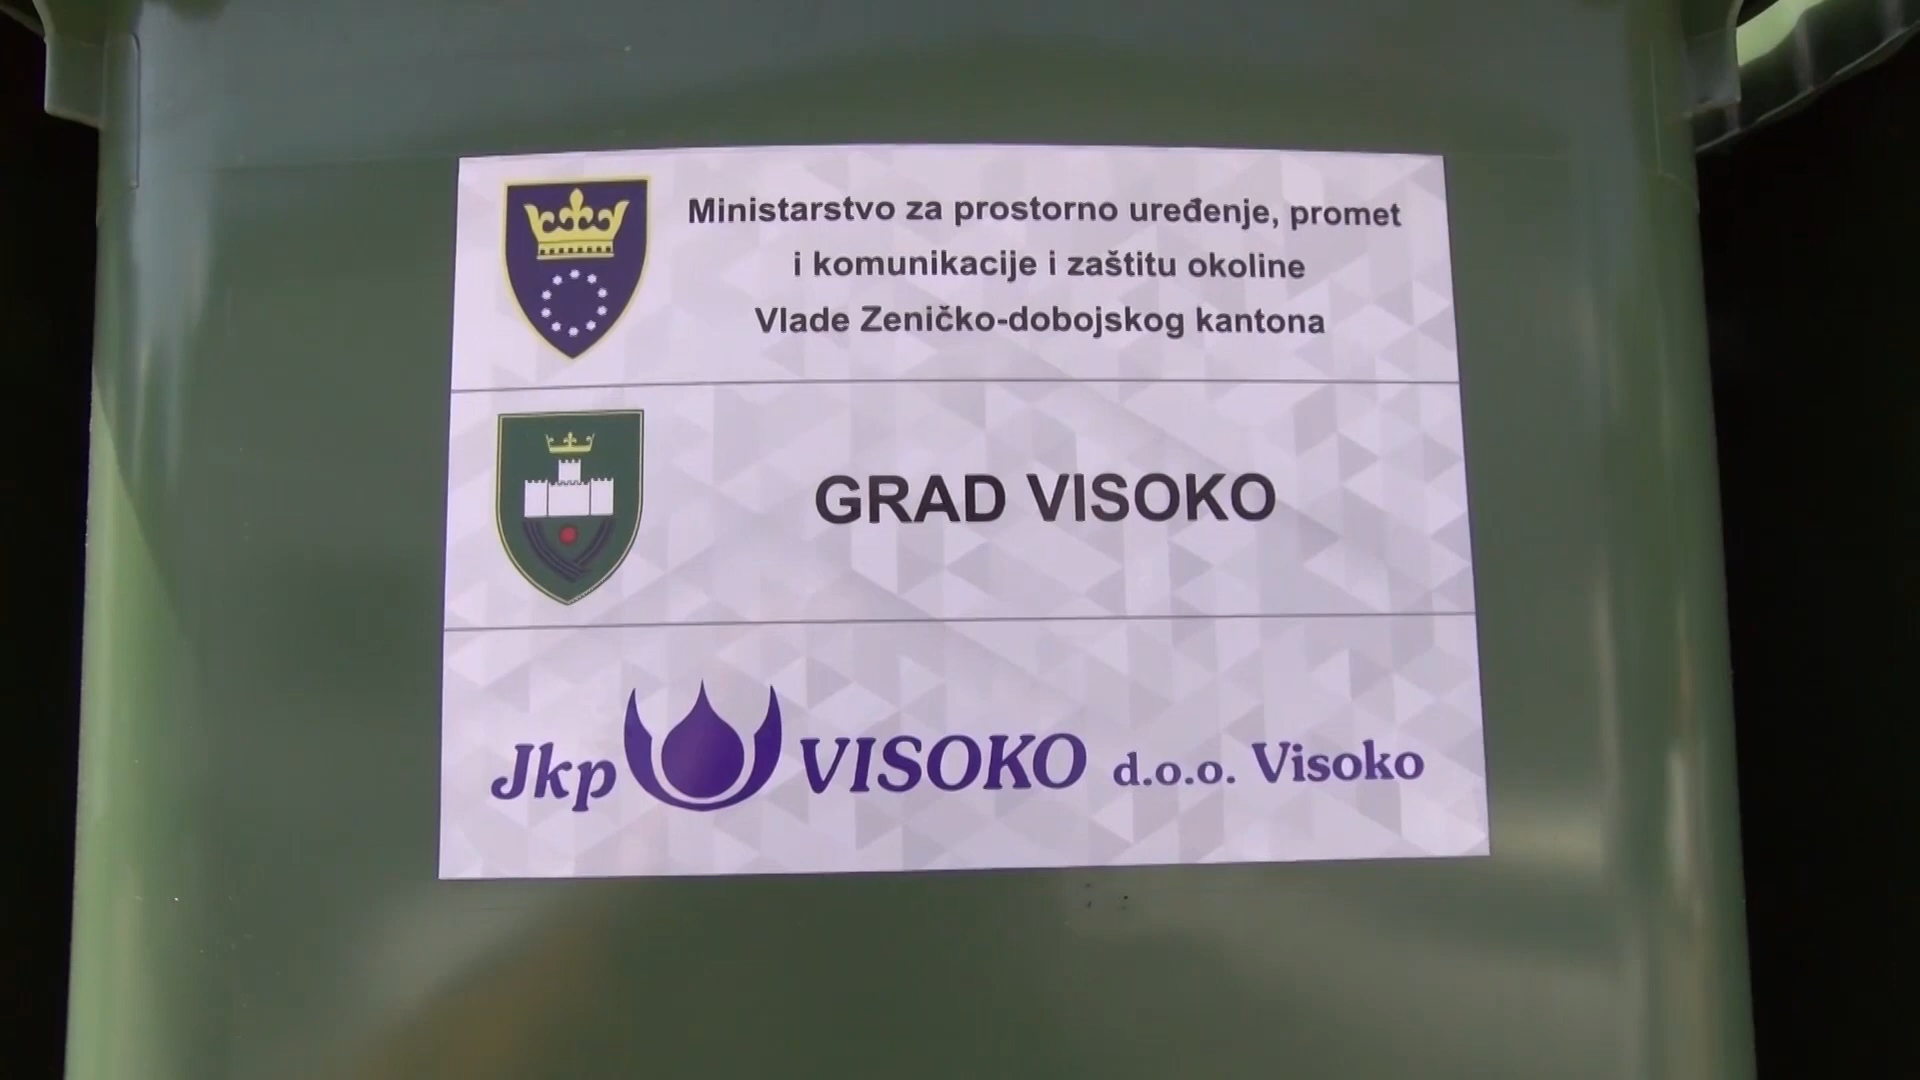 Ministarstvo za prostorno uređenje, promet
i komunikacije i zaštitu okoline
Vlade Zeničko-dobojskog kantona
GRAD VISOKO
Jkp VISOKO d.o.o. Visoko